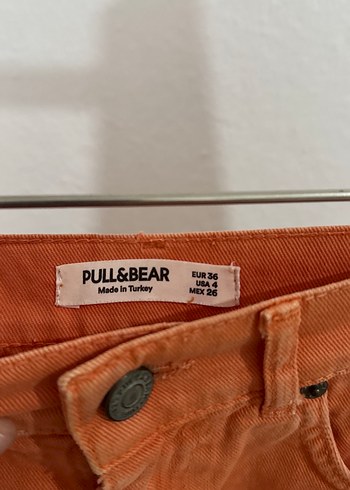 PULL&BEAR
Made in Turkey
EUR 36
USA 4
MEX 26